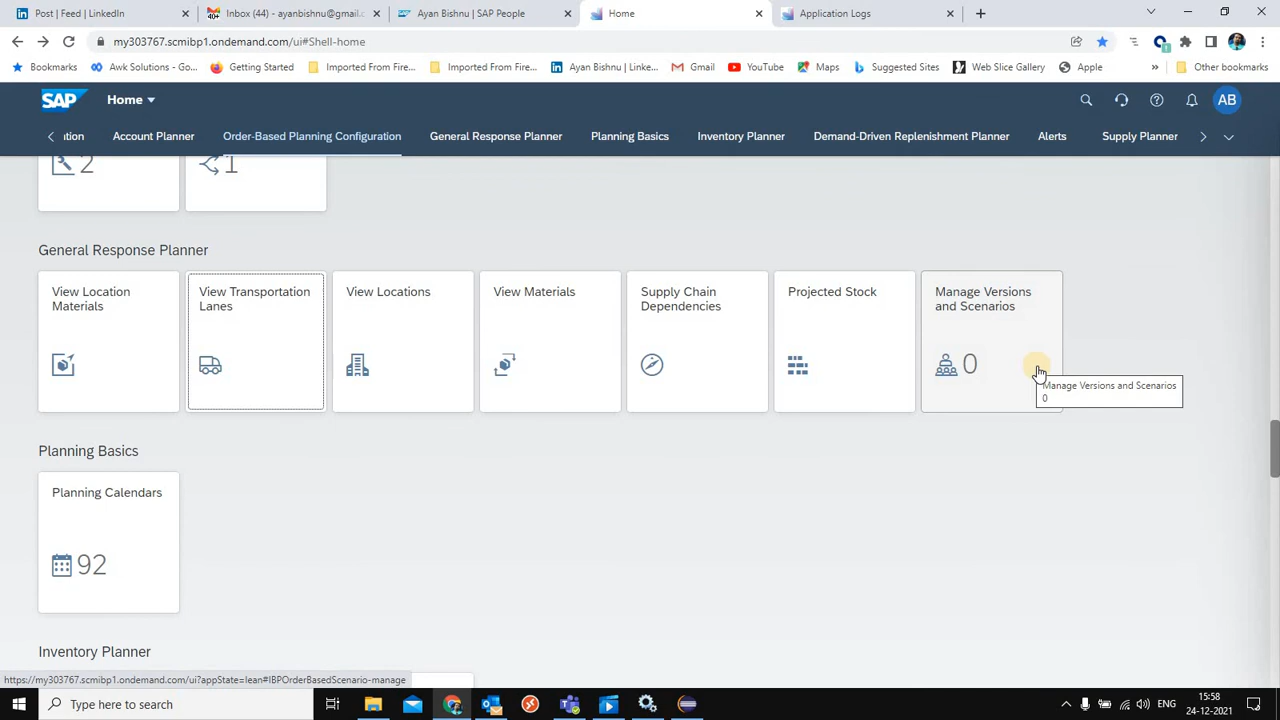 Post | Feed | LinkedIn
Inbox (44) - ayanbishnu@gmail.c
Ayan Bishnu | SAP People
Home
Application Logs
my303767.scmibp1.ondemand.com/ui#Shell-home
Bookmarks
Awk Solutions - Go...
Getting Started
Imported From Fire...
Imported From Fire...
Ayan Bishnu | Linke...
Gmail
YouTube
Maps
Suggested Sites
Web Slice Gallery
Apple
Other bookmarks
SAP
Home
AB
ation
Account Planner
Order-Based Planning Configuration
General Response Planner
Planning Basics
Inventory Planner
Demand-Driven Replenishment Planner
Alerts
Supply Planner
2
1
General Response Planner
View Location
Materials
View Transportation
Lanes
View Locations
View Materials
Supply Chain
Dependencies
Projected Stock
Manage Versions
and Scenarios
0
Manage Versions and Scenarios
0
Planning Basics
Planning Calendars
92
Inventory Planner
https://my303767.scmibp1.ondemand.com/ui?appState=lean#IBPOrderBasedScenario-manage
Type here to search
ENG
15:58
24-12-2021